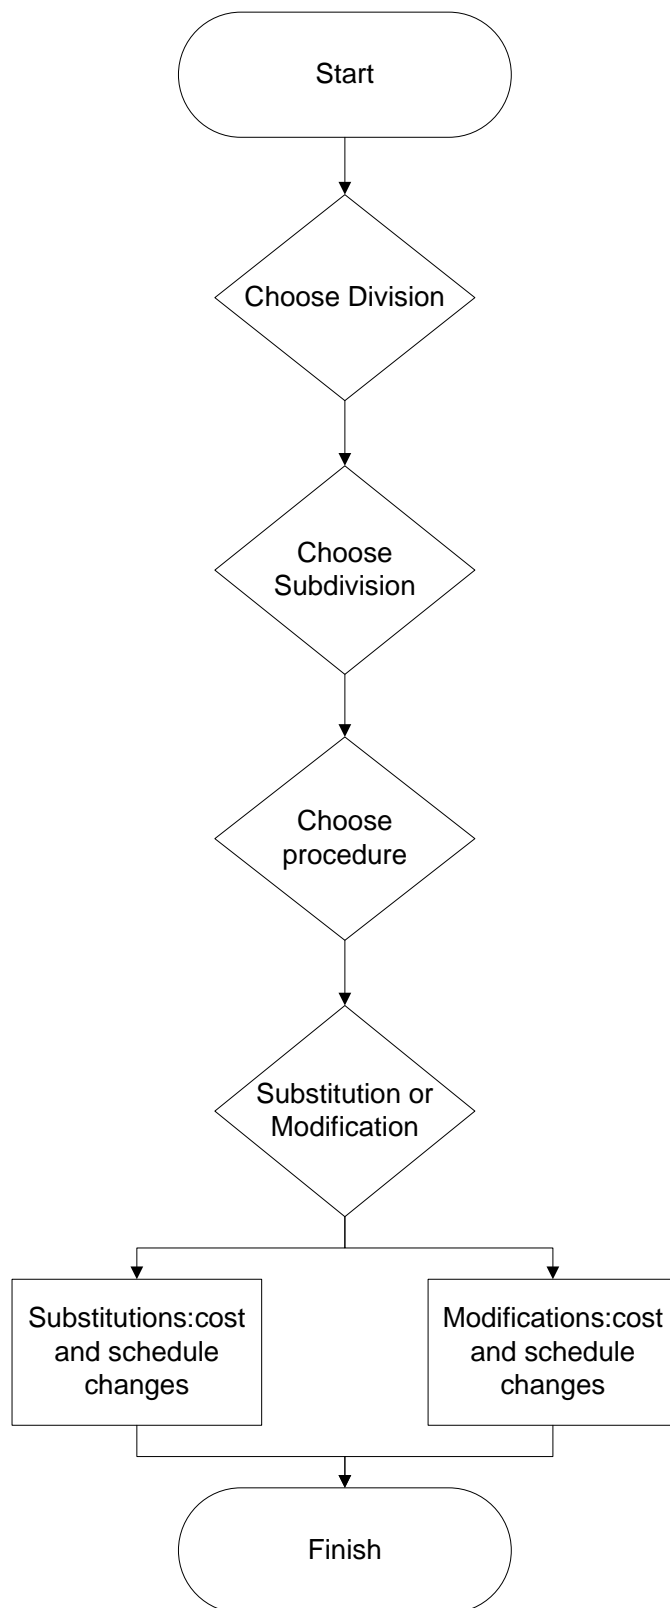 Start
Choose Division
Choose
Subdivision
Choose
procedure
Substitution or
Modification
Substitutions:cost
and schedule
changes
Modifications:cost
and schedule
changes
Finish